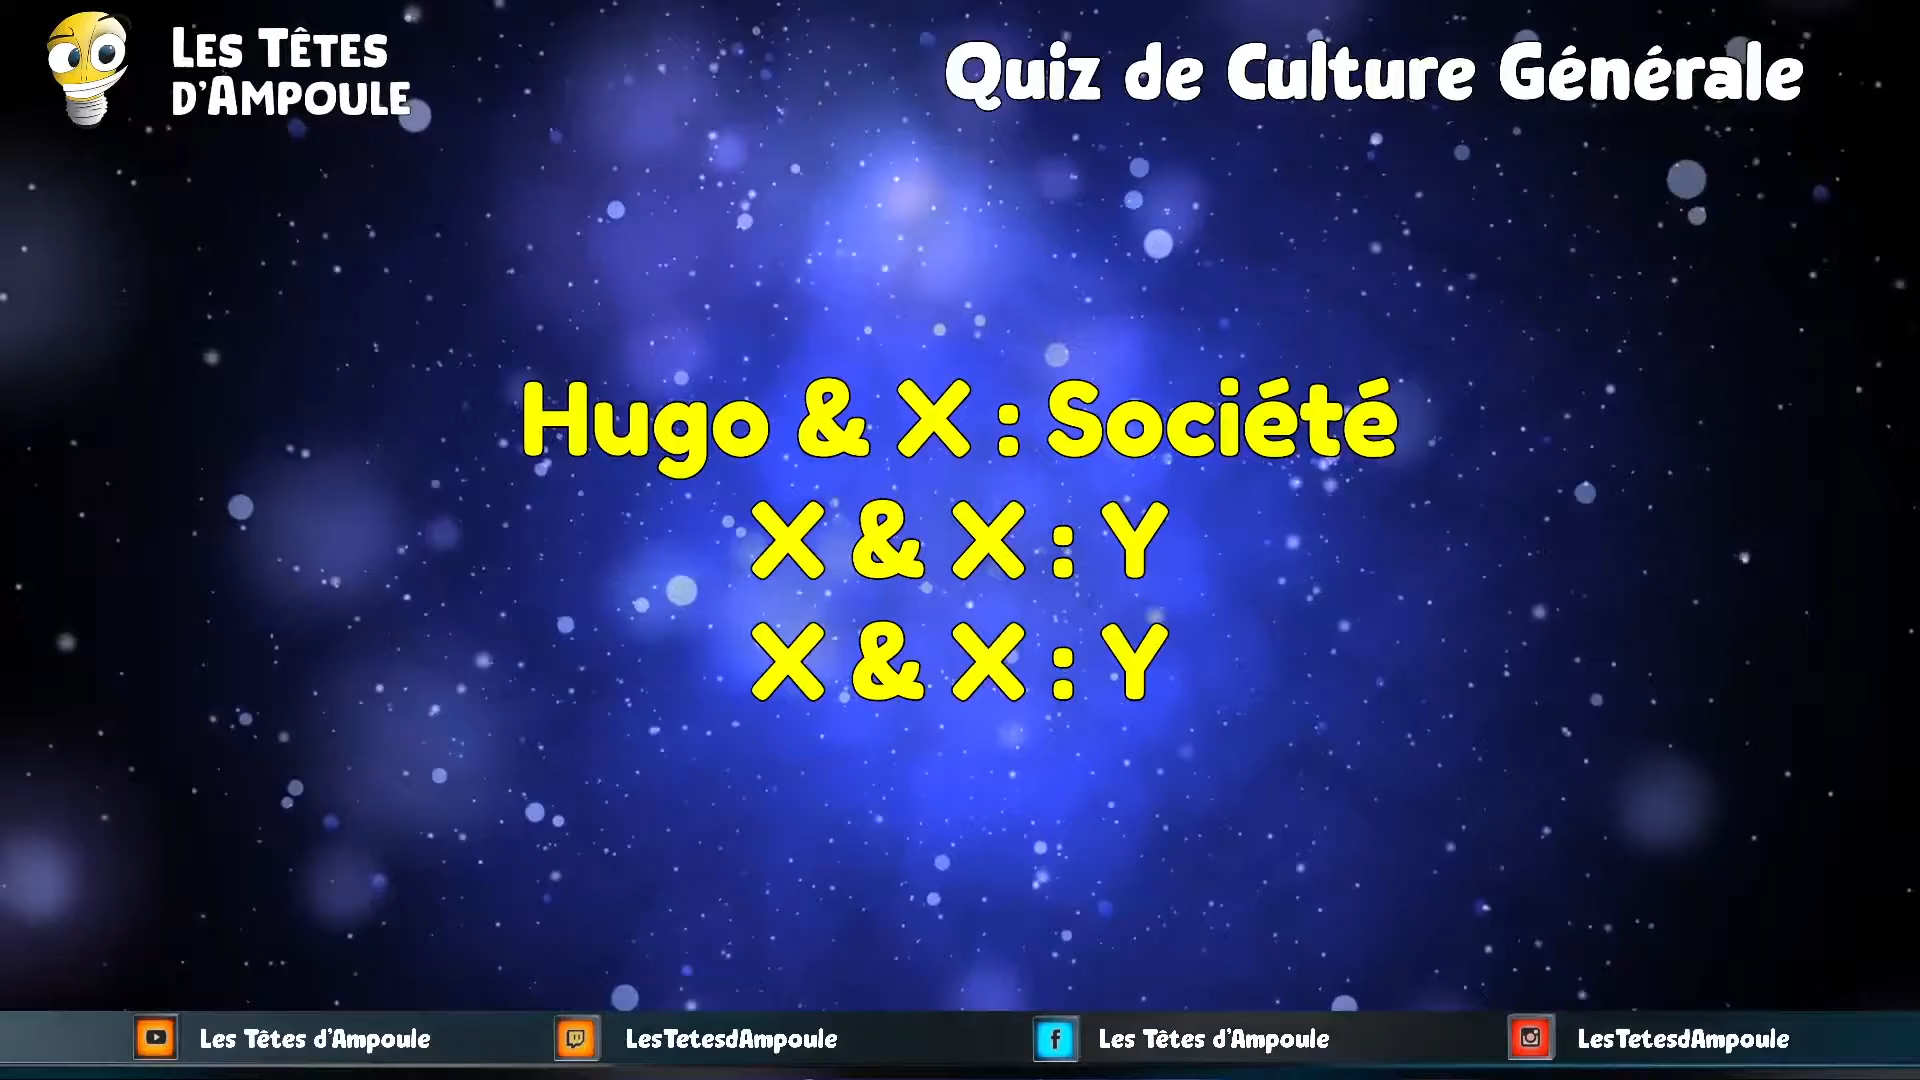 LES TÊTES
D'AMPOULE
Quiz de Culture Générale
Hugo & X : Société
X & X : Y
X & X : Y
Les Têtes d'Ampoule
LesTetesdAmpoule
Les Têtes d'Ampoule
LesTetesdAmpoule